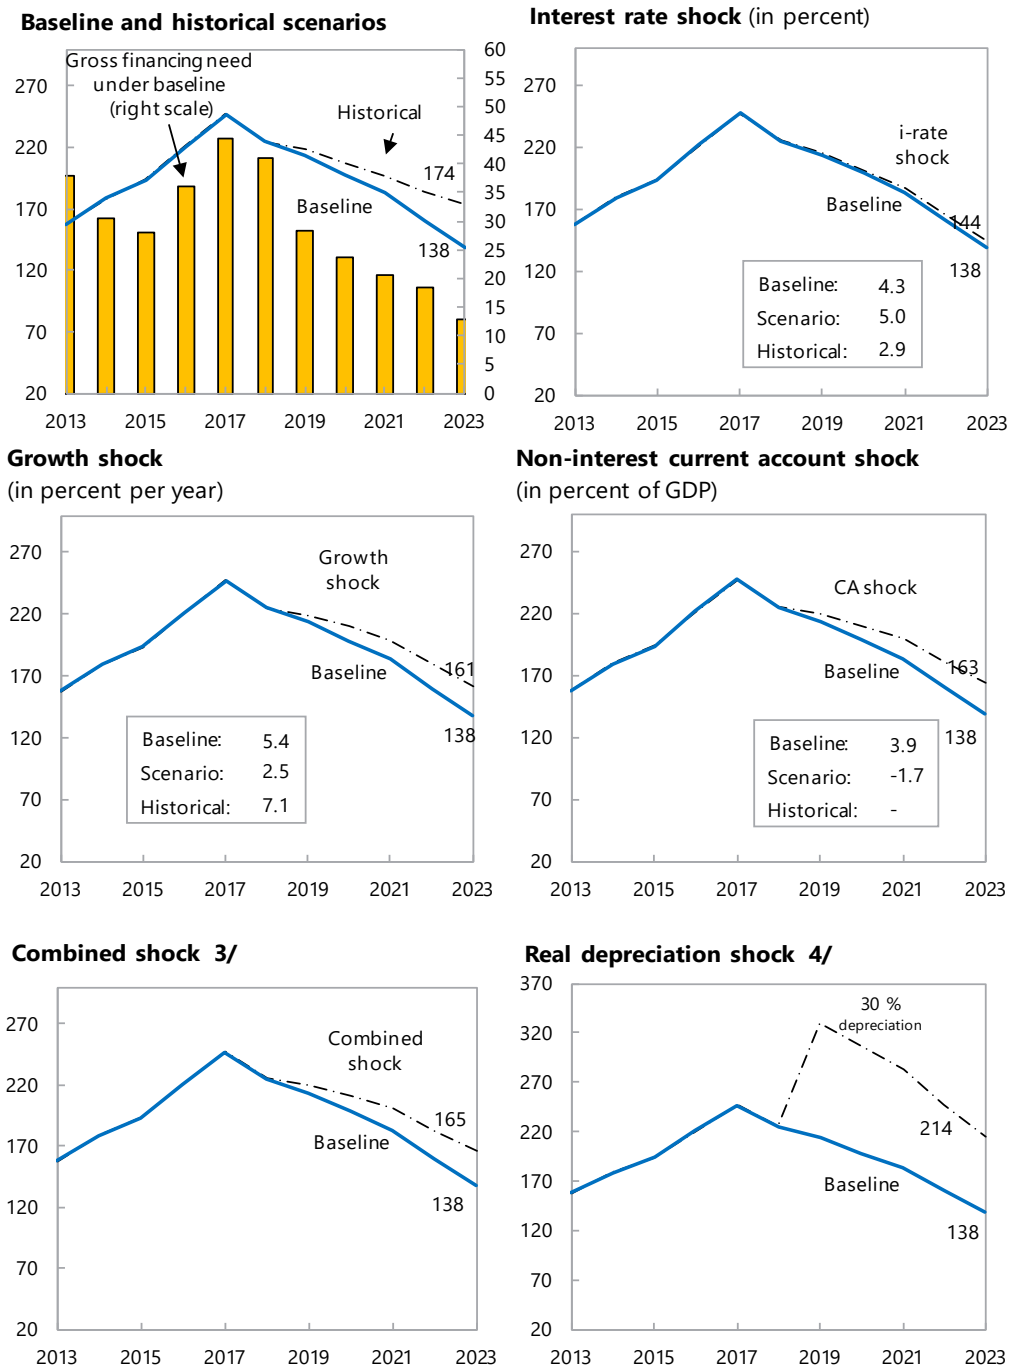 Baseline and historical scenarios
Gross financing need
under baseline
(right scale)
Historical
174
Baseline
138
270
220
170
120
70
20
60
55
50
45
40
35
30
25
20
15
10
5
0
2013 2015 2017 2019 2021 2023
Interest rate shock (in percent)
i-rate
shock
Baseline
144
138
Baseline: 4.3
Scenario: 5.0
Historical: 2.9
270
220
170
120
70
20
2013 2015 2017 2019 2021 2023
Growth shock
(in percent per year)
Growth
shock
161
Baseline
138
Baseline: 5.4
Scenario: 2.5
Historical: 7.1
270
220
170
120
70
20
2013 2015 2017 2019 2021 2023
Non-interest current account shock
(in percent of GDP)
CA shock
163
Baseline
138
Baseline: 3.9
Scenario: -1.7
Historical: -
270
220
170
120
70
20
2013 2015 2017 2019 2021 2023
Combined shock 3/
Combined
shock
165
Baseline
138
270
220
170
120
70
20
2013 2015 2017 2019 2021 2023
Real depreciation shock 4/
30 %
depreciation
214
Baseline
138
370
320
270
220
170
120
70
20
2013 2015 2017 2019 2021 2023